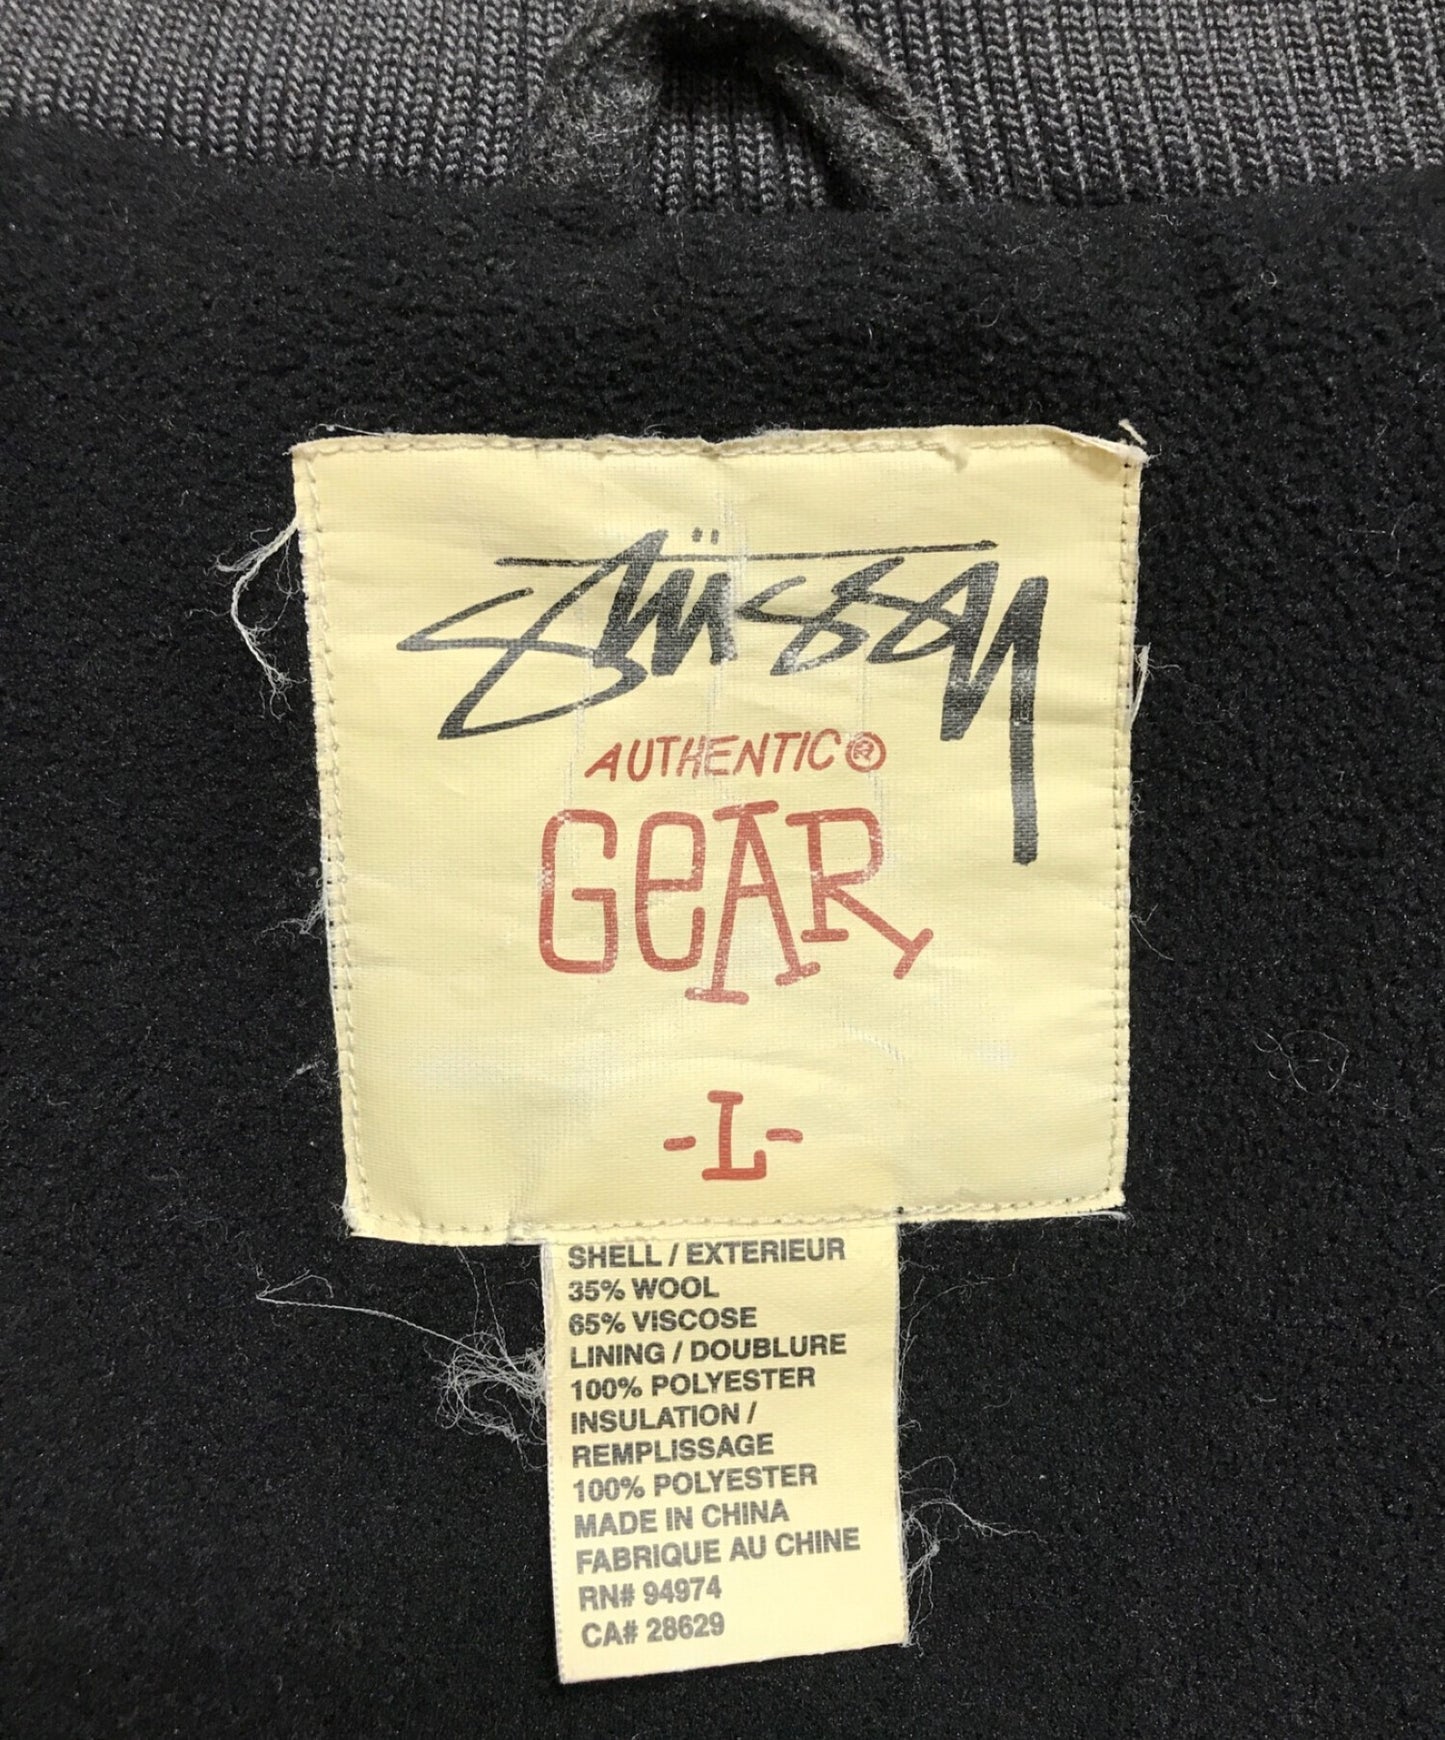 Stüssy
AUTHENTIC®
GeAR
-L-
SHELL / EXTERIEUR
35% WOOL
65% VISCOSE
LINING / DOUBLURE
100% POLYESTER
INSULATION /
REMPLISSAGE
100% POLYESTER
MADE IN CHINA
FABRIQUE AU CHINE
RN# 94974
CA# 28629